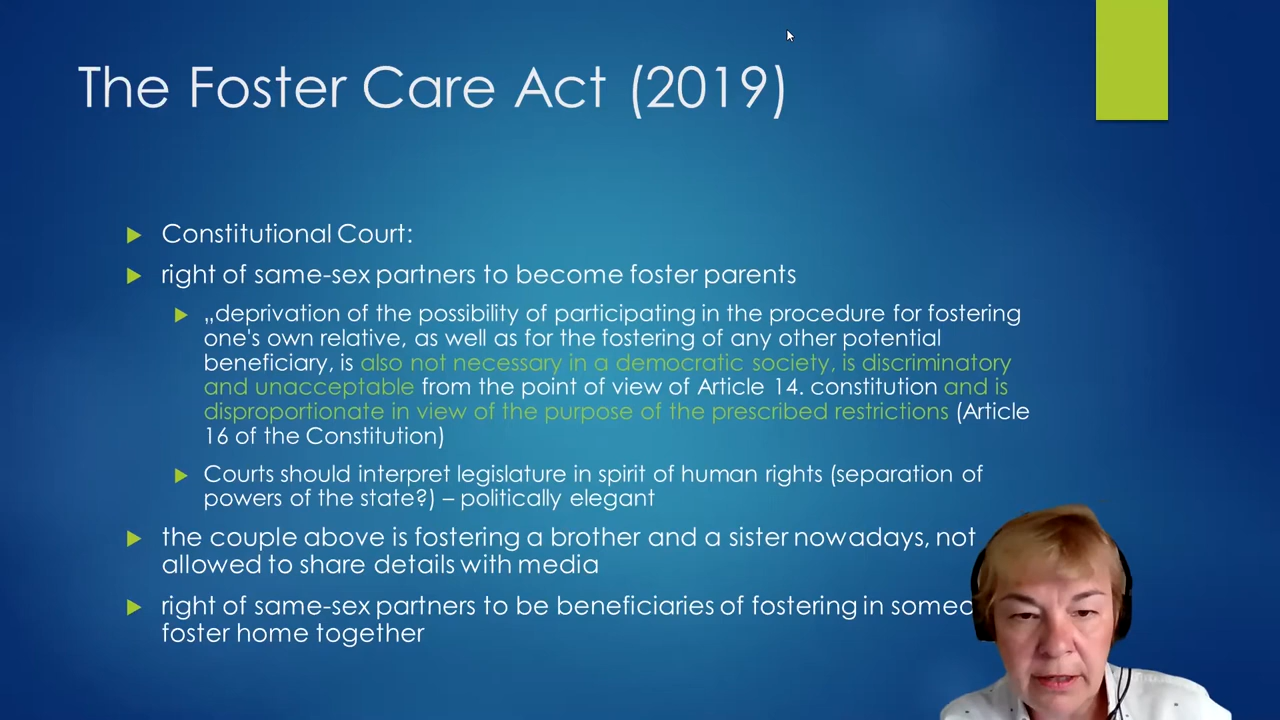 The Foster Care Act (2019)
Constitutional Court:
right of same-sex partners to become foster parents
„deprivation of the possibility of participating in the procedure for fostering
one's own relative, as well as for the fostering of any other potential
beneficiary, is also not necessary in a democratic society, is discriminatory
and unacceptable from the point of view of Article 14. constitution and is
disproportionate in view of the purpose of the prescribed restrictions (Article
16 of the Constitution)
Courts should interpret legislature in spirit of human rights (separation of
powers of the state?) – politically elegant
the couple above is fostering a brother and a sister nowadays, not
allowed to share details with media
right of same-sex partners to be beneficiaries of fostering in
foster home together